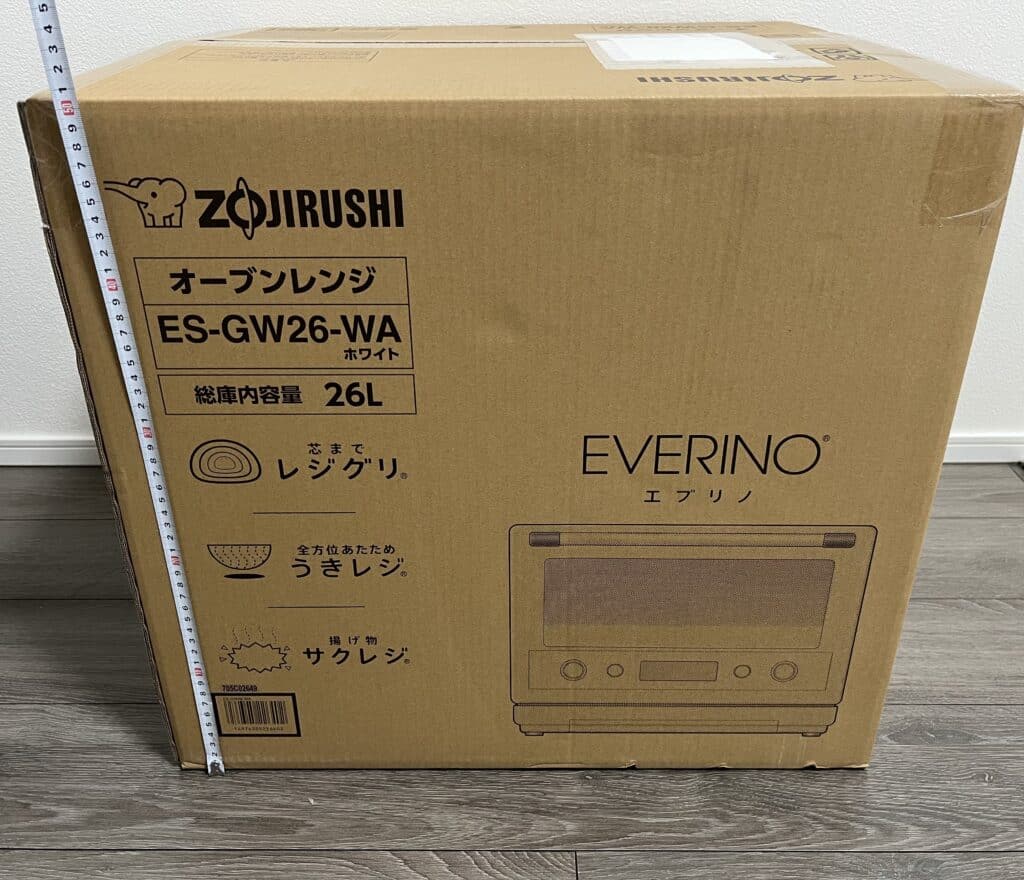 ZOJIRUSHI
ZOJIRUSHI
オーブンレンジ
ES-GW26-WA
ホワイト
総庫内容量 26L
芯まで
レジグリ®
全方位あたため
うきレジ®
揚げ物
サクレジ®
EVERINO®
エブリノ
705C02649